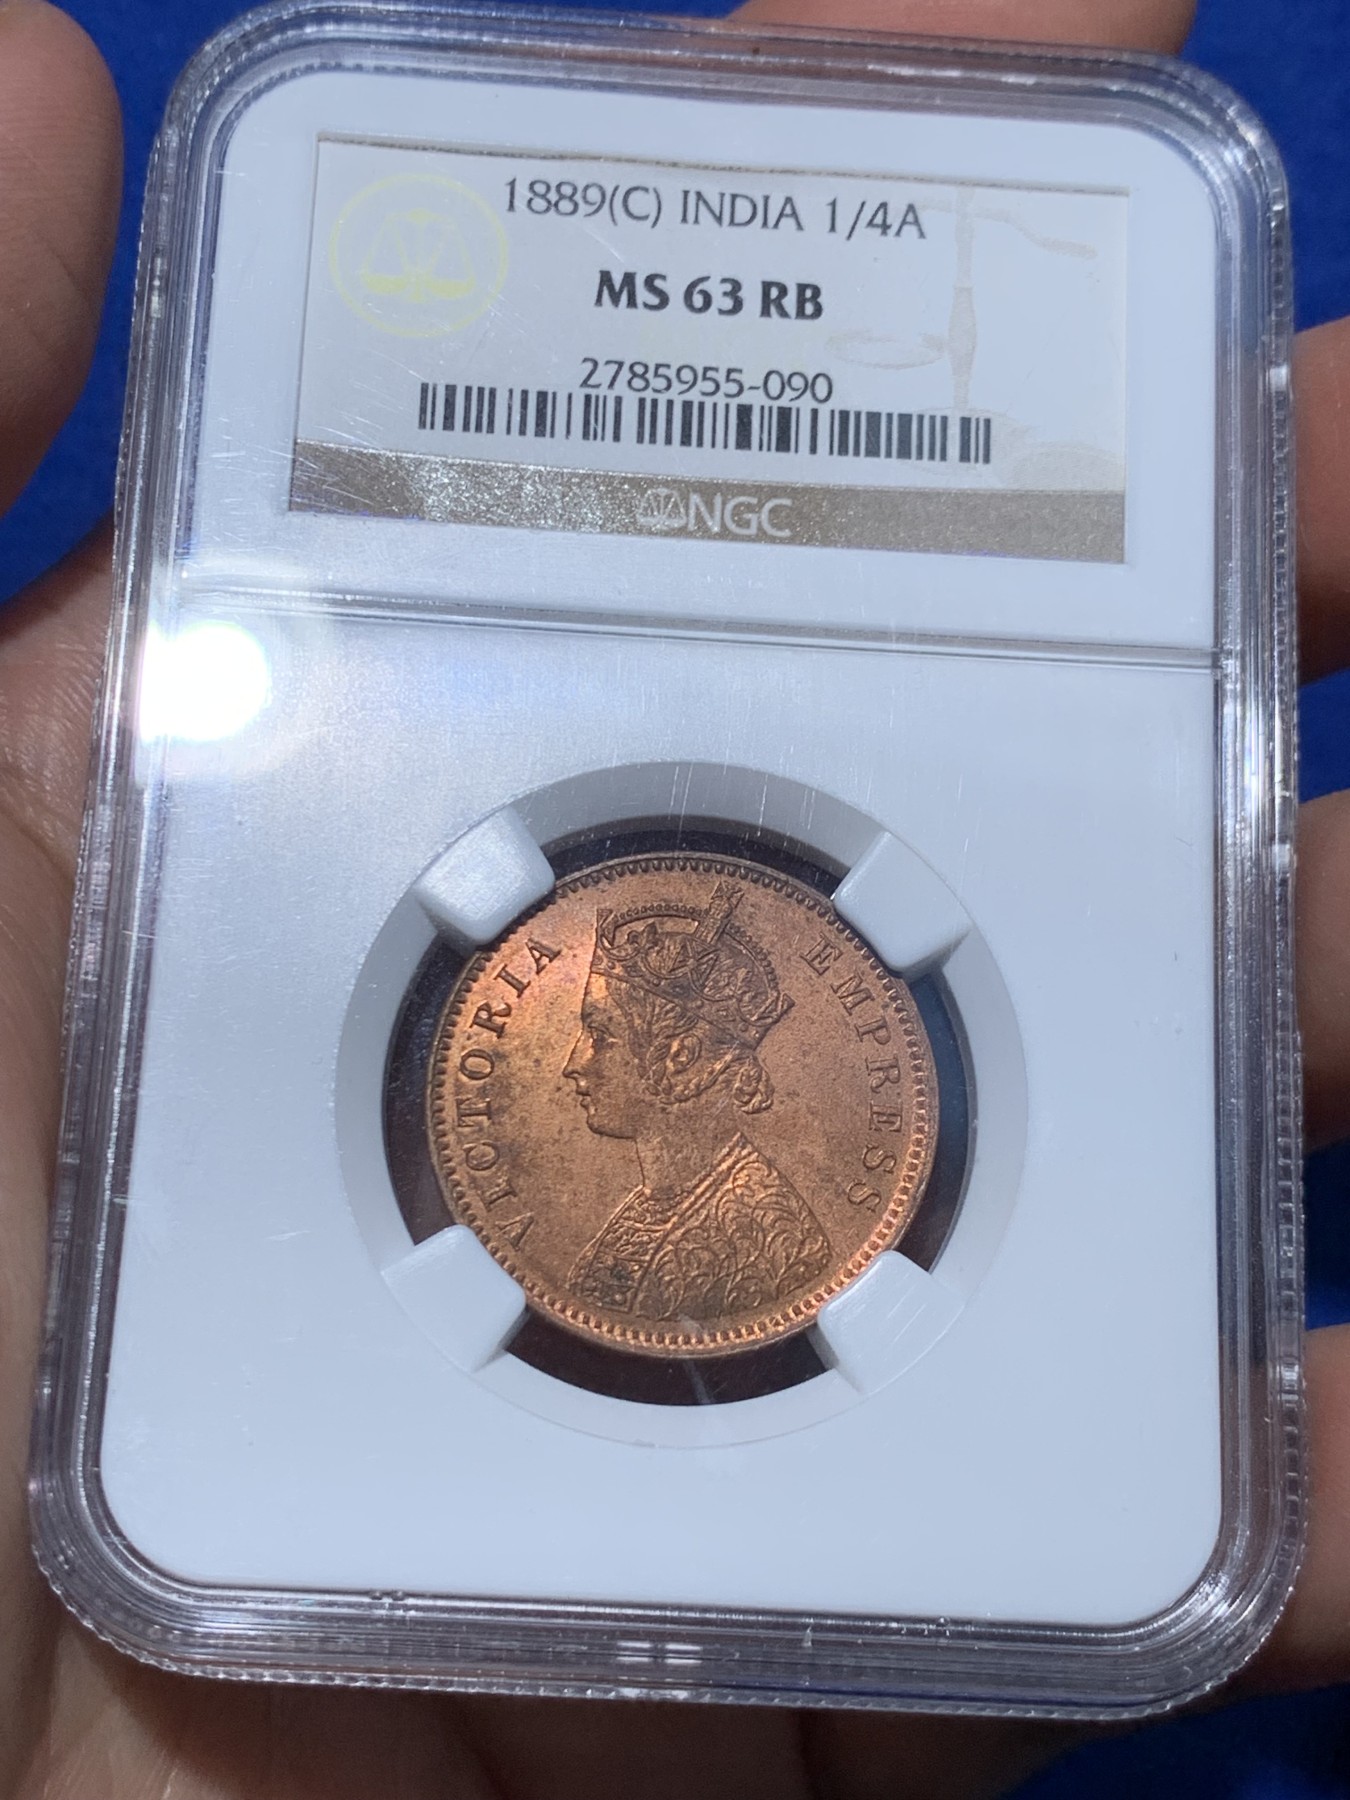 1889(C) INDIA 1/4A
MS 63 RB
2785955-090
NGC
VICTORIA EMPRESS